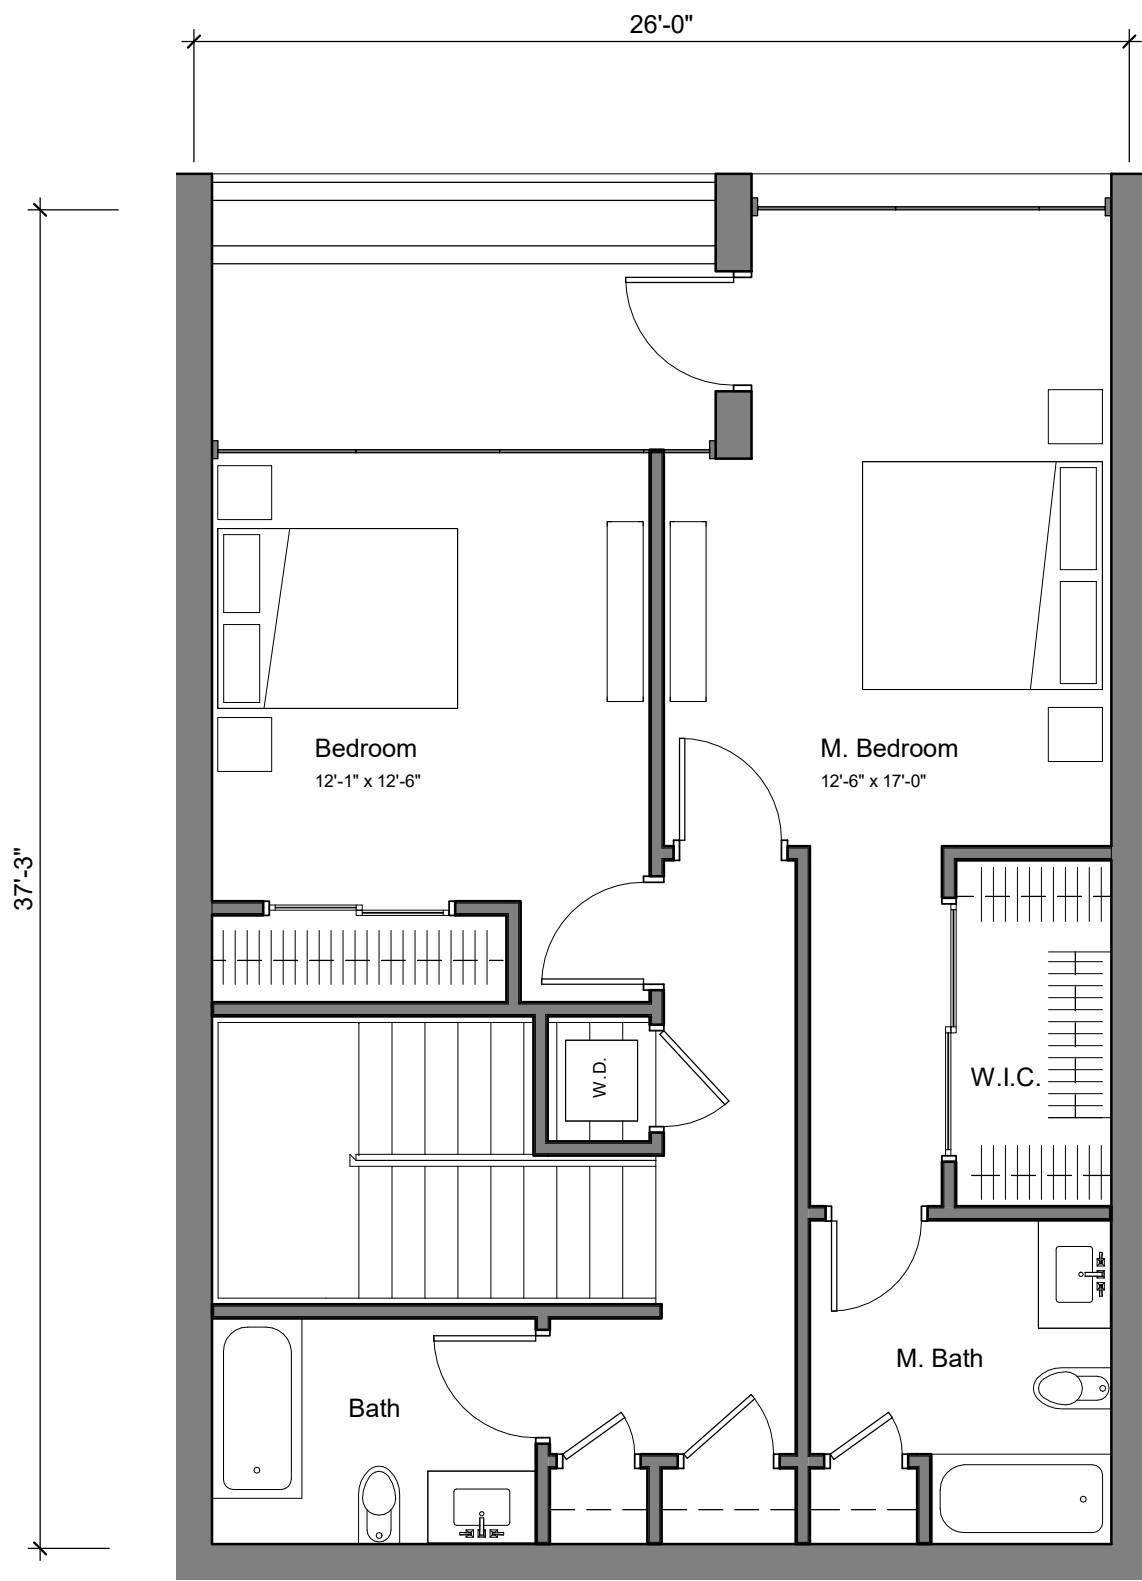 26'-0"
37'-3"
Bedroom
12'-1" x 12'-6"
M. Bedroom
12'-6" x 17'-0"
W.D.
W.I.C.
M. Bath
Bath